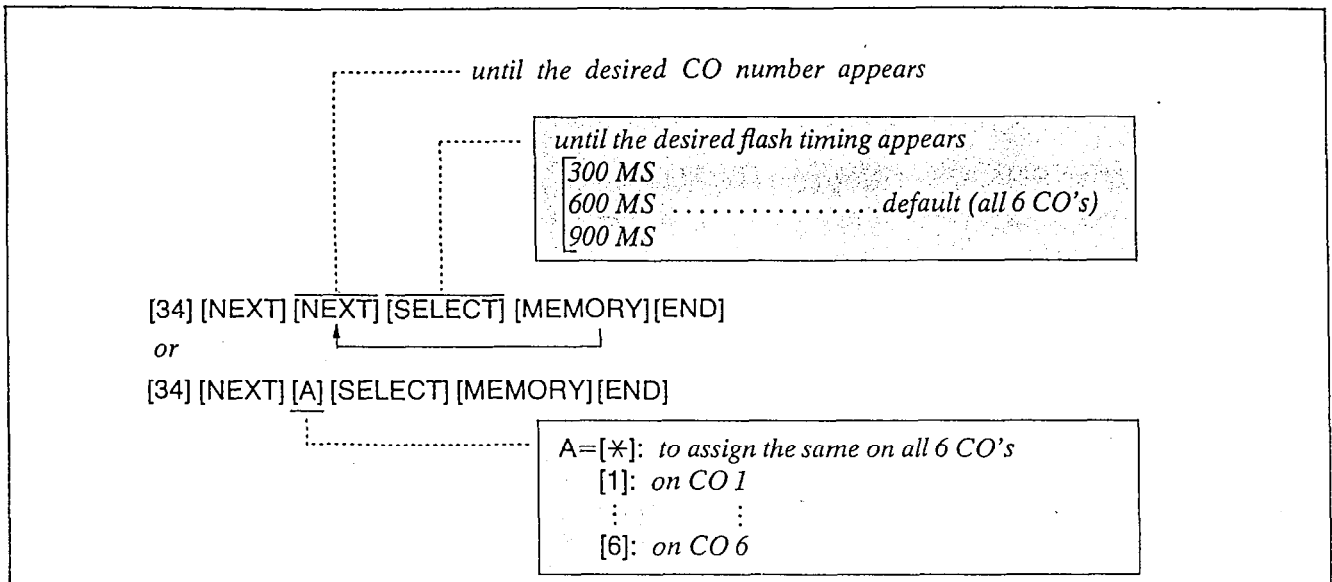 until the desired CO number appears
until the desired flash timing appears
300 MS
600 MS ................. default (all 6 CO's)
900 MS
[34] [NEXT] [NEXT] [SELECT] [MEMORY] [END]
or
[34] [NEXT] [A] [SELECT] [MEMORY] [END]
A=[✳]: to assign the same on all 6 CO's
[1]: on CO 1
⋮ ⋮
[6]: on CO 6